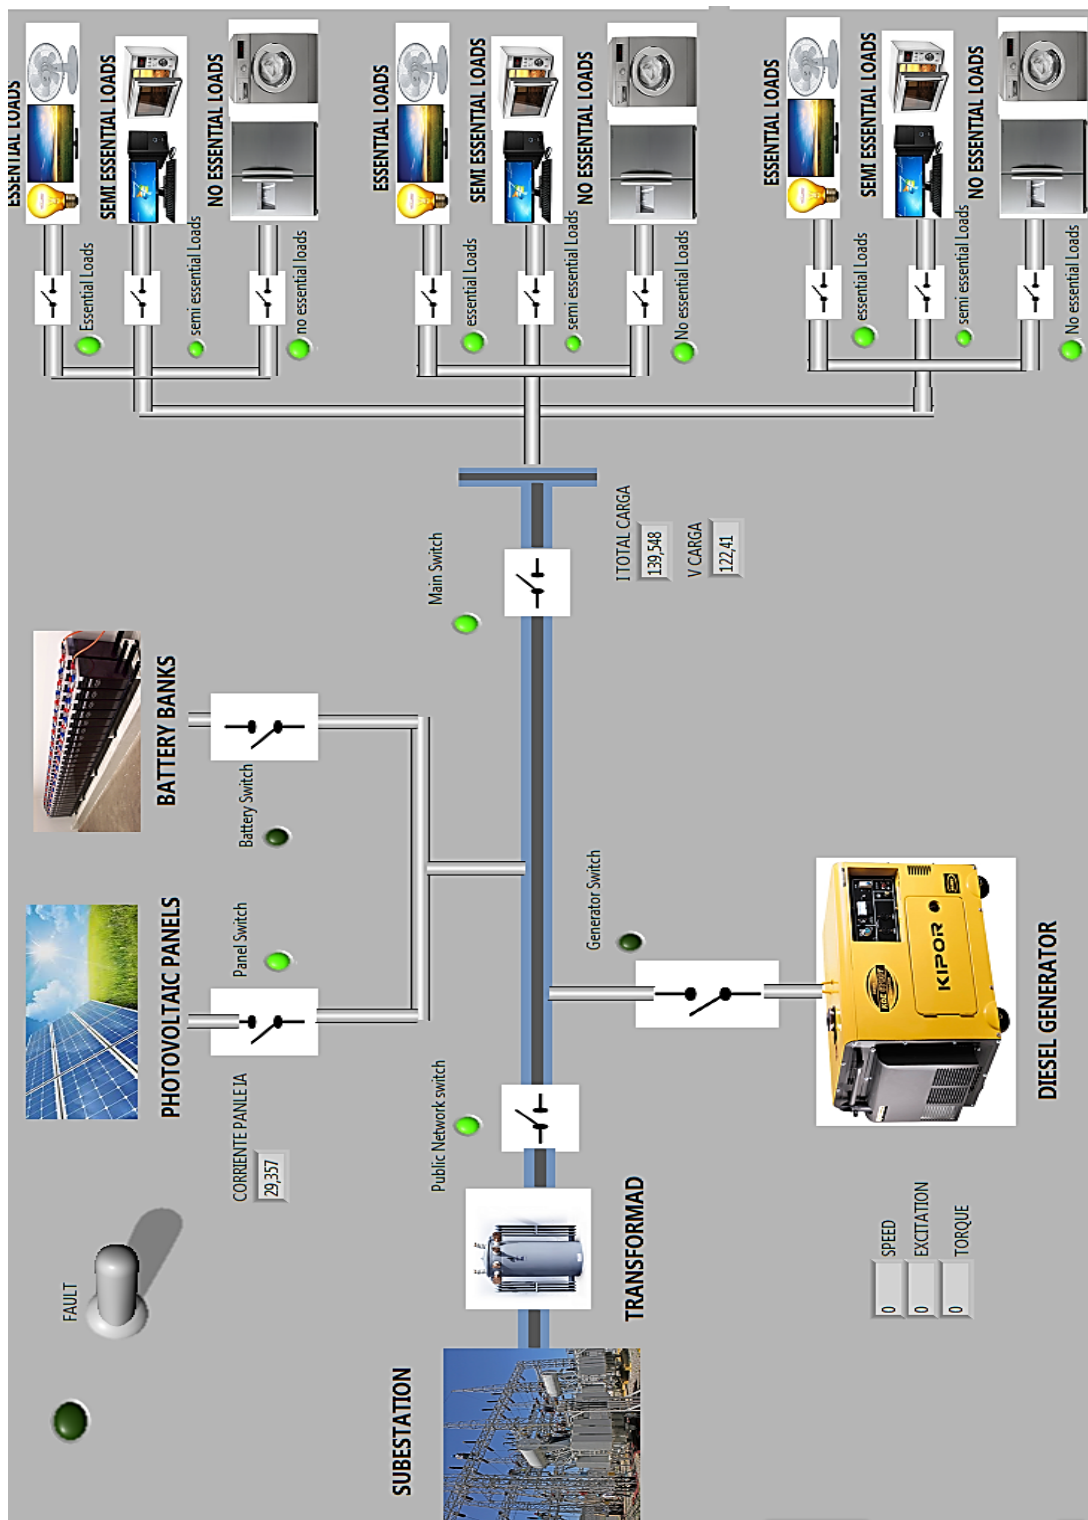 FAULT
SUBESTATION
TRANSFORMAD
Public Network switch
CORRIENTE PANLE IA
29,357
PHOTOVOLTAIC PANELS
Panel Switch
BATTERY BANKS
Battery Switch
Generator Switch
DIESEL GENERATOR
KIPOR
SPEED
0
EXCITATION
0
TORQUE
0
Main Switch
I TOTAL CARGA
139,548
V CARGA
122,41
ESSENTIAL LOADS
Essential Loads
SEMI ESSENTIAL LOADS
semi essential Loads
NO ESSENTIAL LOADS
no essential loads
ESSENTIAL LOADS
essential Loads
SEMI ESSENTIAL LOADS
semi essential Loads
NO ESSENTIAL LOADS
No essential Loads
ESSENTIAL LOADS
essential Loads
SEMI ESSENTIAL LOADS
semi essential Loads
NO ESSENTIAL LOADS
No essential Loads